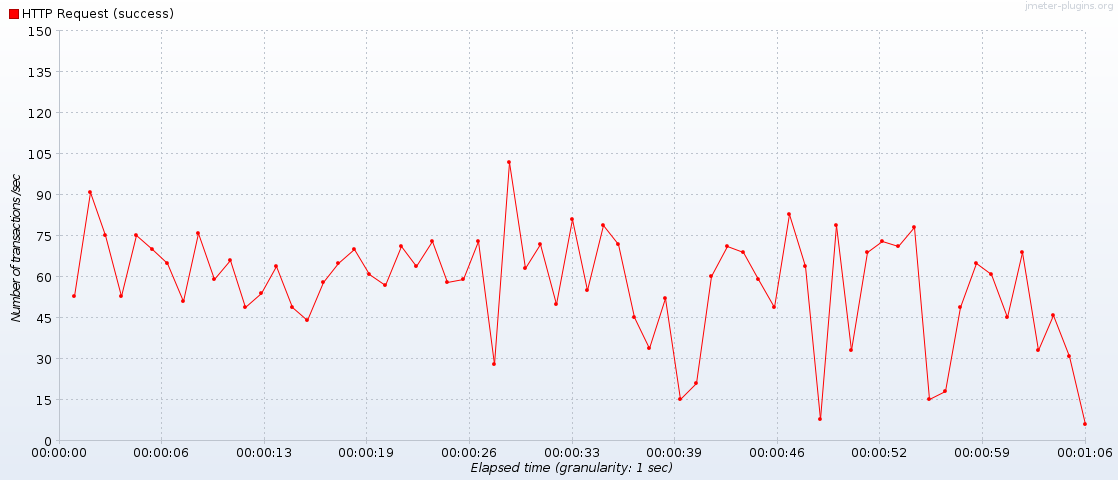 HTTP Request (success)
jmeter-plugins.org
150
135
120
105
90
75
60
45
30
15
0
Number of transactions/sec
00:00:00 00:00:06 00:00:13 00:00:19 00:00:26 00:00:33 00:00:39 00:00:46 00:00:52 00:00:59 00:01:06
Elapsed time (granularity: 1 sec)